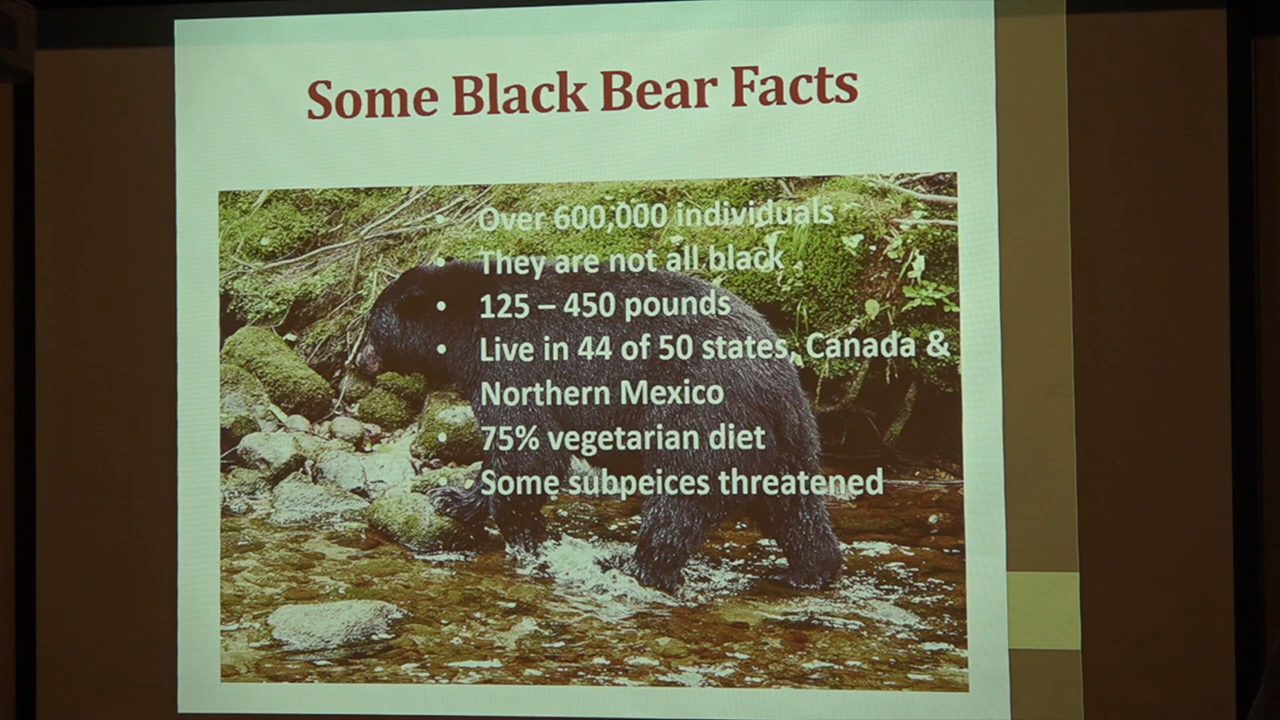 Some Black Bear Facts
• Over 600,000 individuals
• They are not all black
• 125 – 450 pounds
• Live in 44 of 50 states, Canada &
Northern Mexico
• 75% vegetarian diet
• Some subpeices threatened